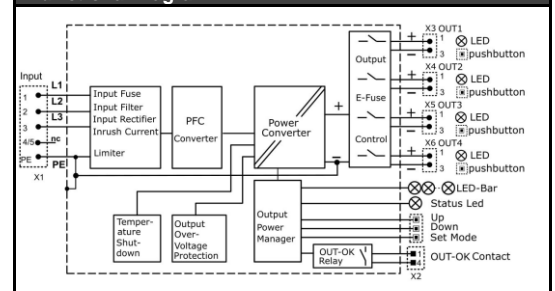 Input
L1
1
L2
2
L3
3
4/5
nc
PE
PE
X1
Input Fuse
Input Filter
Input Rectifier
Inrush Current
Limiter
PFC
Converter
Power
Converter
+
−
Output
E-Fuse
Control
X3 OUT1
+
1
LED
−
3
pushbutton
X4 OUT2
+
1
LED
−
3
pushbutton
X5 OUT3
+
1
LED
−
3
pushbutton
X6 OUT4
+
1
LED
−
3
pushbutton
Temper-
ature
Shut-
down
Output
Over-
Voltage
Protection
Output
Power
Manager
LED-Bar
Status Led
Up
Down
Set Mode
OUT-OK
Relay
1
4
OUT-OK Contact
X2